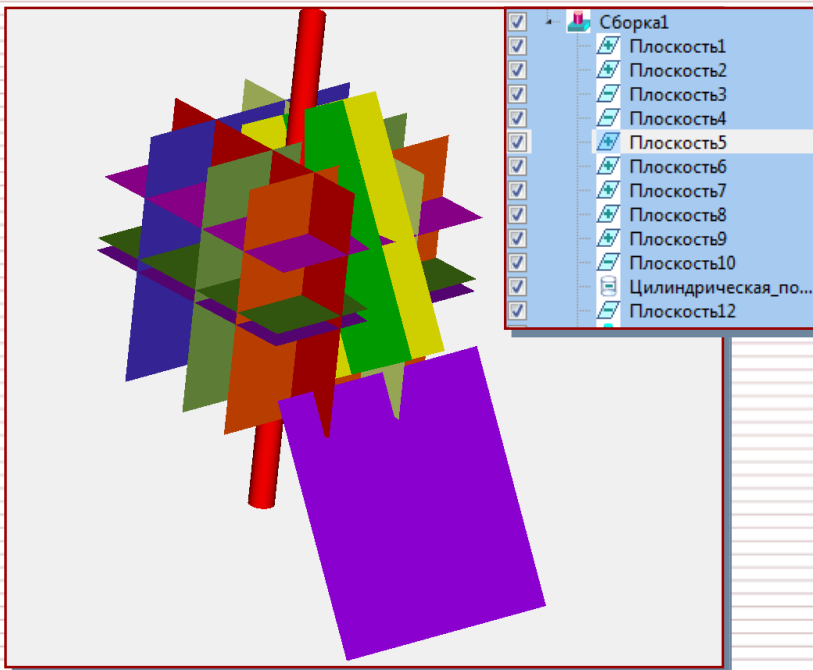 Сборка1
Плоскость1
Плоскость2
Плоскость3
Плоскость4
Плоскость5
Плоскость6
Плоскость7
Плоскость8
Плоскость9
Плоскость10
Цилиндрическая_по...
Плоскость12